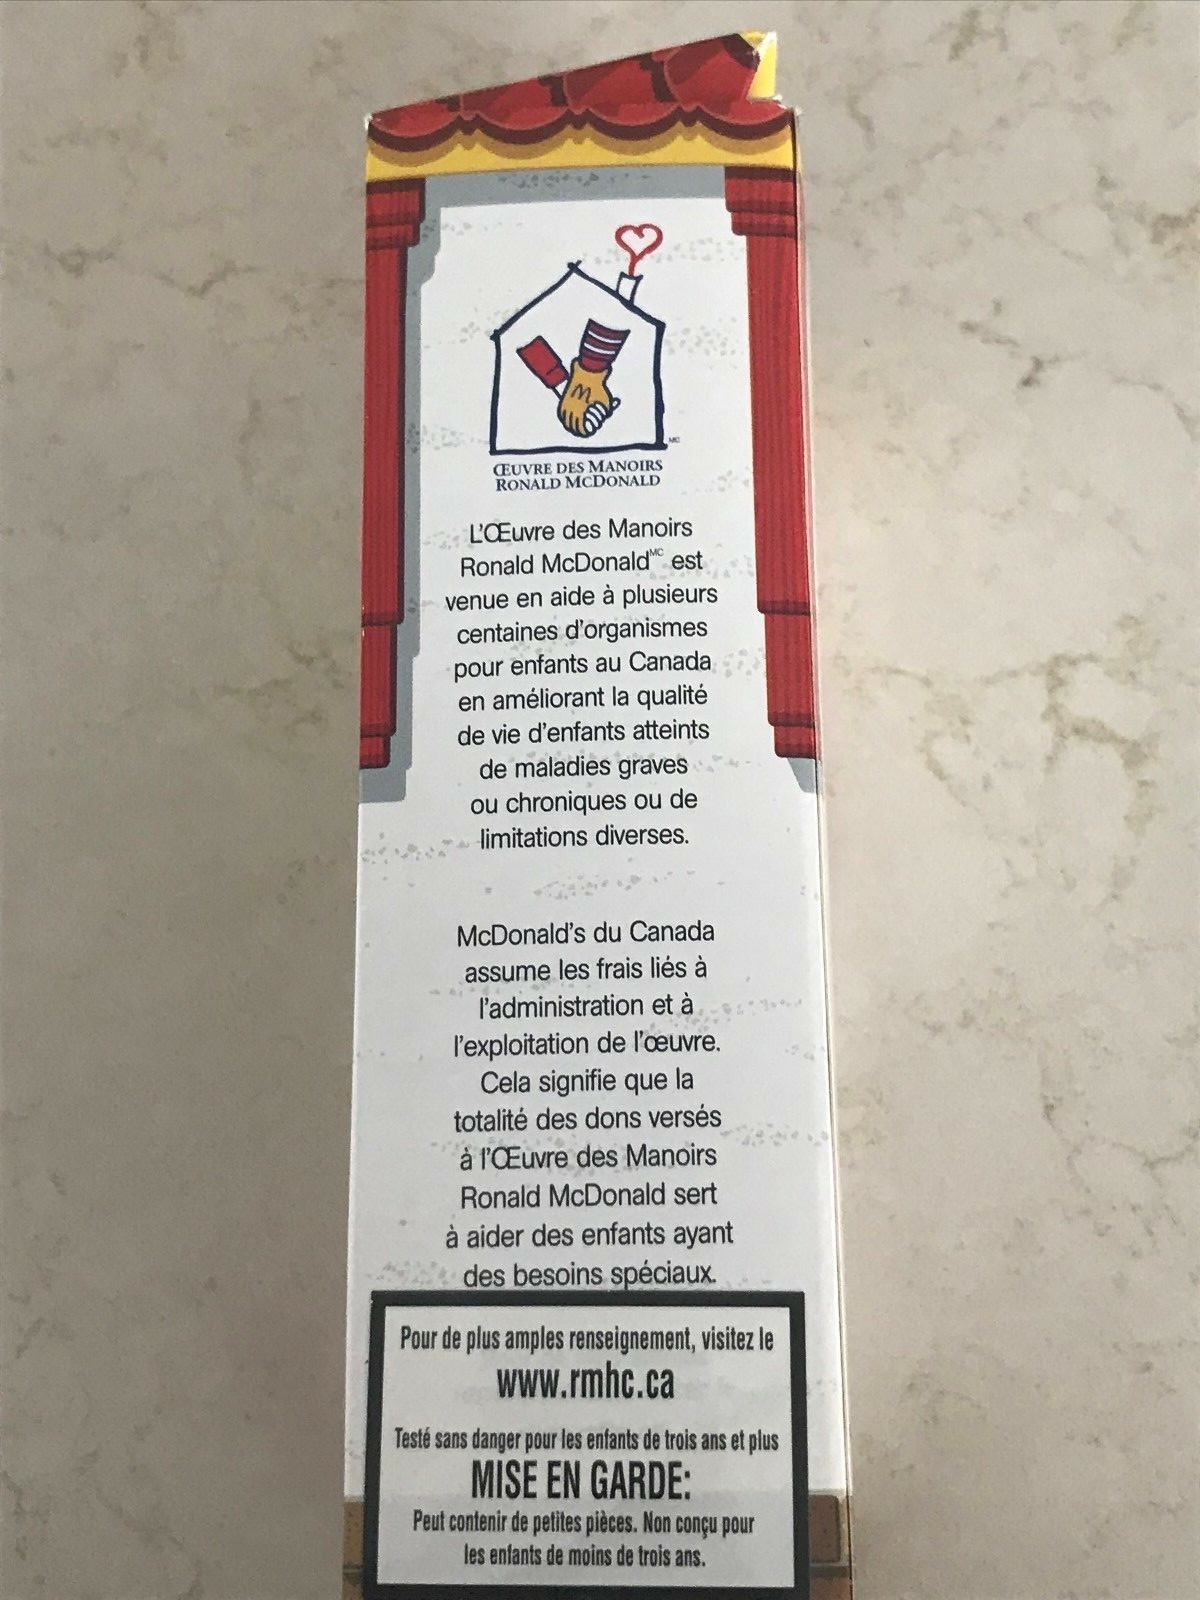 MC
ŒUVRE DES MANOIRS
RONALD MCDONALD
L'Œuvre des Manoirs
Ronald McDonald MC est
venue en aide à plusieurs
centaines d'organismes
pour enfants au Canada
en améliorant la qualité
de vie d'enfants atteints
de maladies graves
ou chroniques ou de
limitations diverses.
McDonald's du Canada
assume les frais liés à
l'administration et à
l'exploitation de l'œuvre.
Cela signifie que la
totalité des dons versés
à l'Œuvre des Manoirs
Ronald McDonald sert
à aider des enfants ayant
des besoins spéciaux.
Pour de plus amples renseignement, visitez le
www.rmhc.ca
Testé sans danger pour les enfants de trois ans et plus
MISE EN GARDE:
Peut contenir de petites pièces. Non conçu pour
les enfants de moins de trois ans.